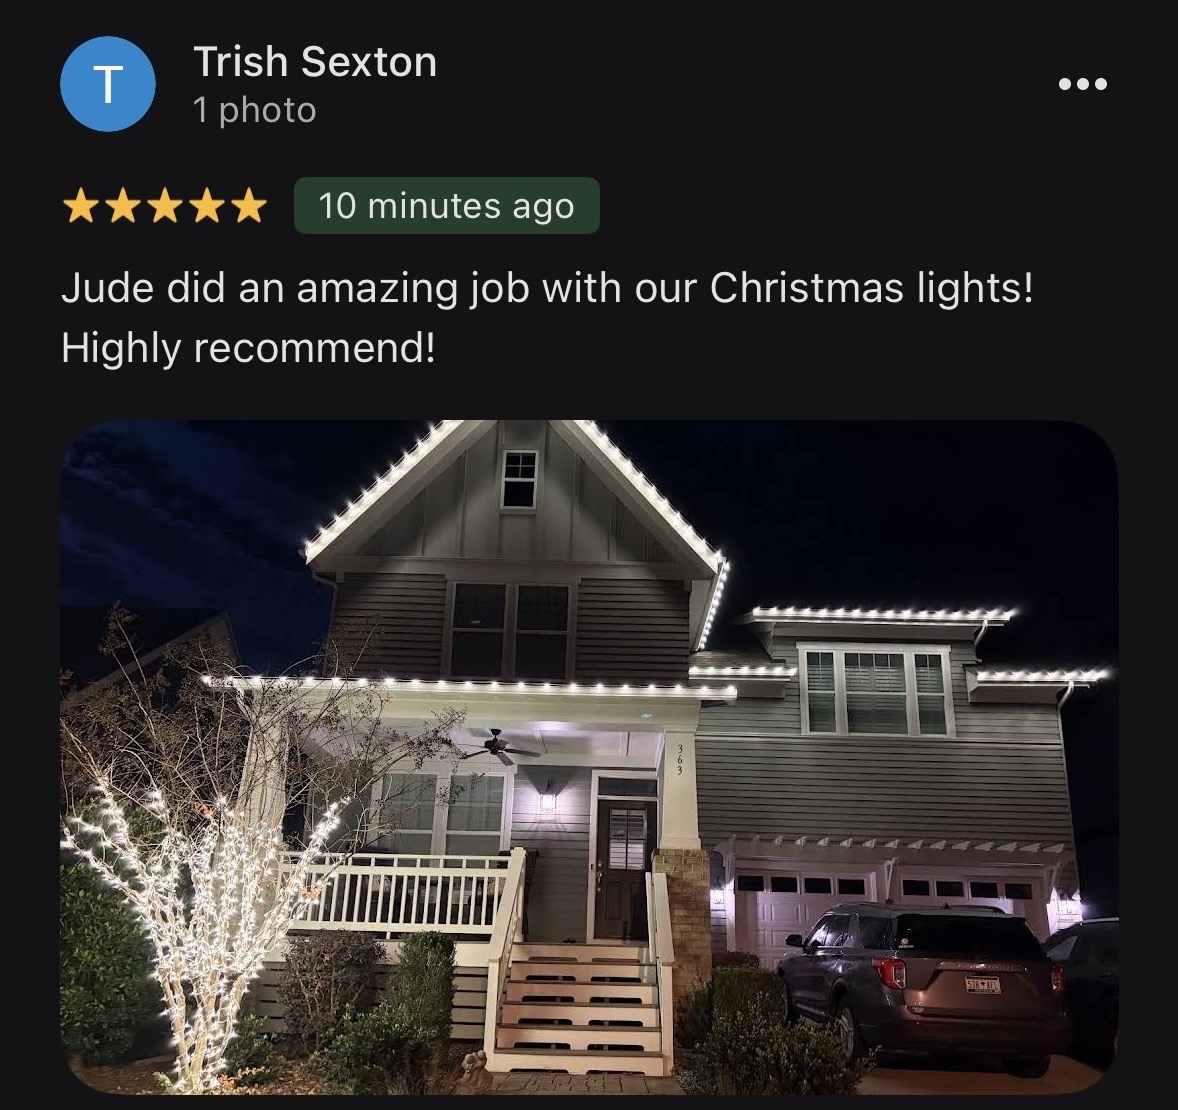 T
Trish Sexton
1 photo
10 minutes ago
Jude did an amazing job with our Christmas lights!
Highly recommend!
363